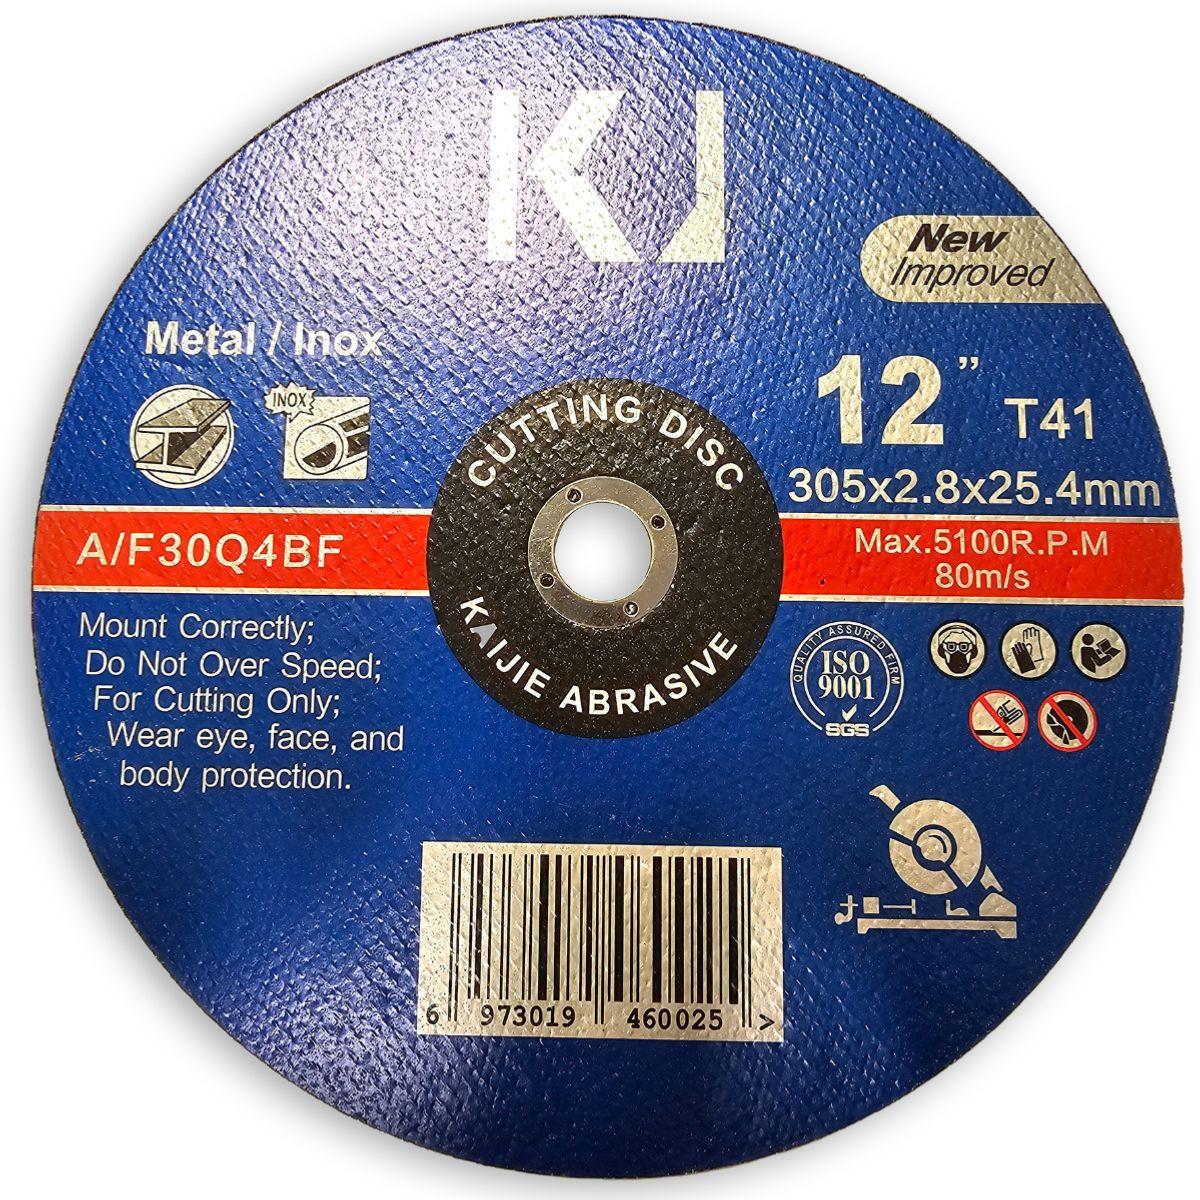 KJ
New
Improved
Metal / Inox
INOX
12"
T41
305x2.8x25.4mm
CUTTING DISC
KAIJIE ABRASIVE
A/F30Q4BF
Max.5100R.P.M
80m/s
Mount Correctly;
Do Not Over Speed;
For Cutting Only;
Wear eye, face, and
body protection.
QUALITY ASSURED FIRM
ISO
9001
SGS
6 973019 460025 >